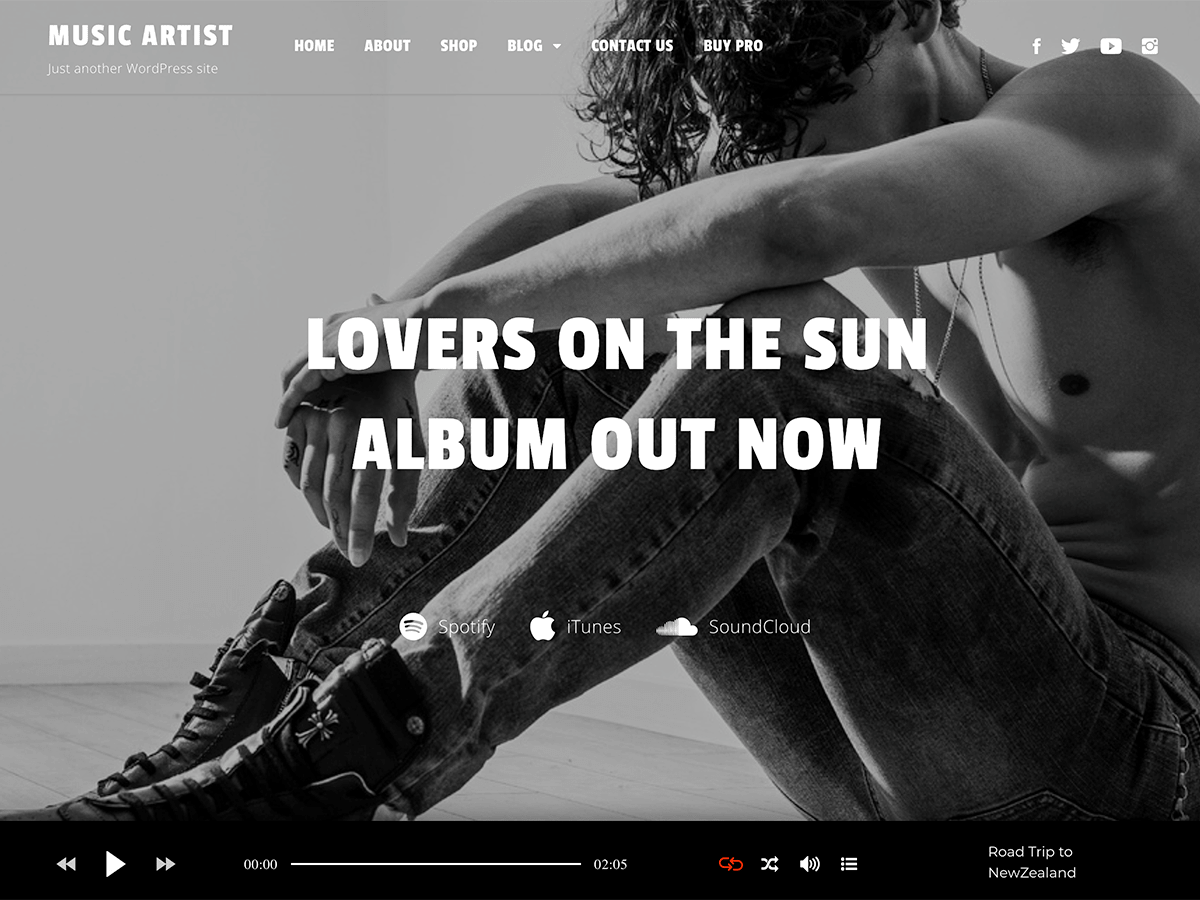 MUSIC ARTIST
Just another WordPress site
HOME ABOUT SHOP BLOG CONTACT US BUY PRO
LOVERS ON THE SUN
ALBUM OUT NOW
Spotify iTunes SoundCloud
00:00 02:05
Road Trip to
NewZealand